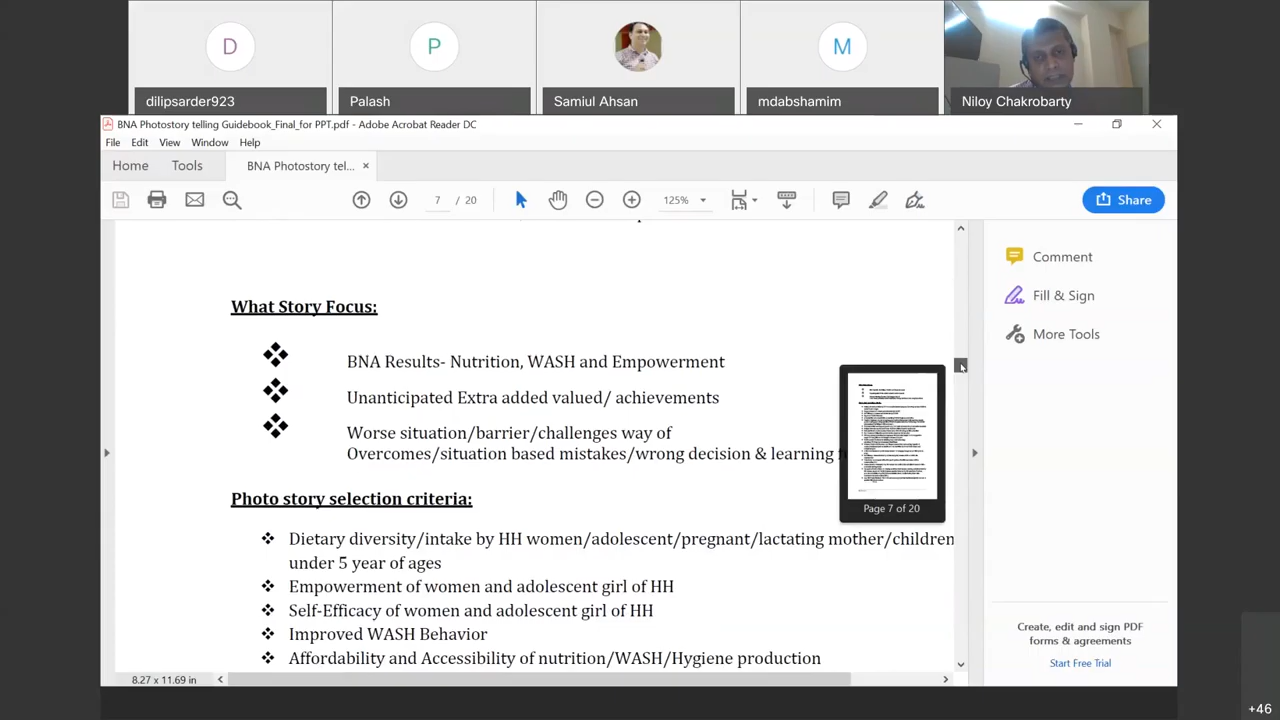 D
P
M
dilipsarder923
Palash
Samiul Ahsan
mdabshamim
Niloy Chakrobarty
BNA Photostory telling Guidebook_Final_for PPT.pdf - Adobe Acrobat Reader DC
File Edit View Window Help
Home Tools BNA Photostory tel... ×
7 / 20 125% Share
What Story Focus:
❖ BNA Results- Nutrition, WASH and Empowerment
❖ Unanticipated Extra added valued/ achievements
❖ Worse situation/barrier/challenges way of
Overcomes/situation based mistakes/wrong decision & learning
Photo story selection criteria:
❖ Dietary diversity/intake by HH women/adolescent/pregnant/lactating mother/children
under 5 year of ages
❖ Empowerment of women and adolescent girl of HH
❖ Self-Efficacy of women and adolescent girl of HH
❖ Improved WASH Behavior
❖ Affordability and Accessibility of nutrition/WASH/Hygiene production
Page 7 of 20
Comment
Fill & Sign
More Tools
Create, edit and sign PDF
forms & agreements
Start Free Trial
8.27 x 11.69 in
+46